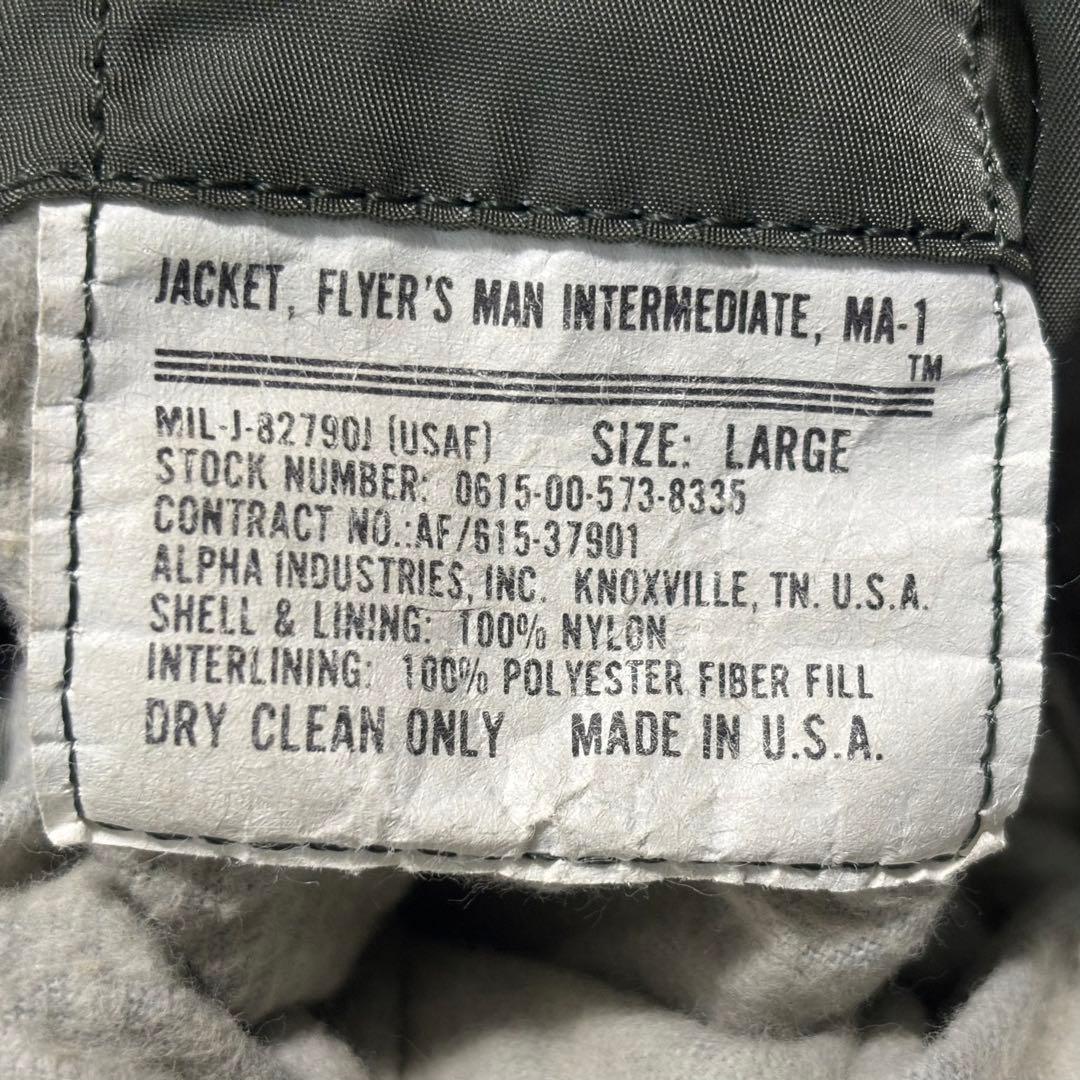 JACKET, FLYER'S MAN INTERMEDIATE, MA-1
TM
MIL-J-82790J (USAF) SIZE: LARGE
STOCK NUMBER: 0615-00-573-8335
CONTRACT NO.:AF/615-37901
ALPHA INDUSTRIES, INC. KNOXVILLE, TN. U.S.A.
SHELL & LINING: 100% NYLON
INTERLINING: 100% POLYESTER FIBER FILL
DRY CLEAN ONLY MADE IN U.S.A.